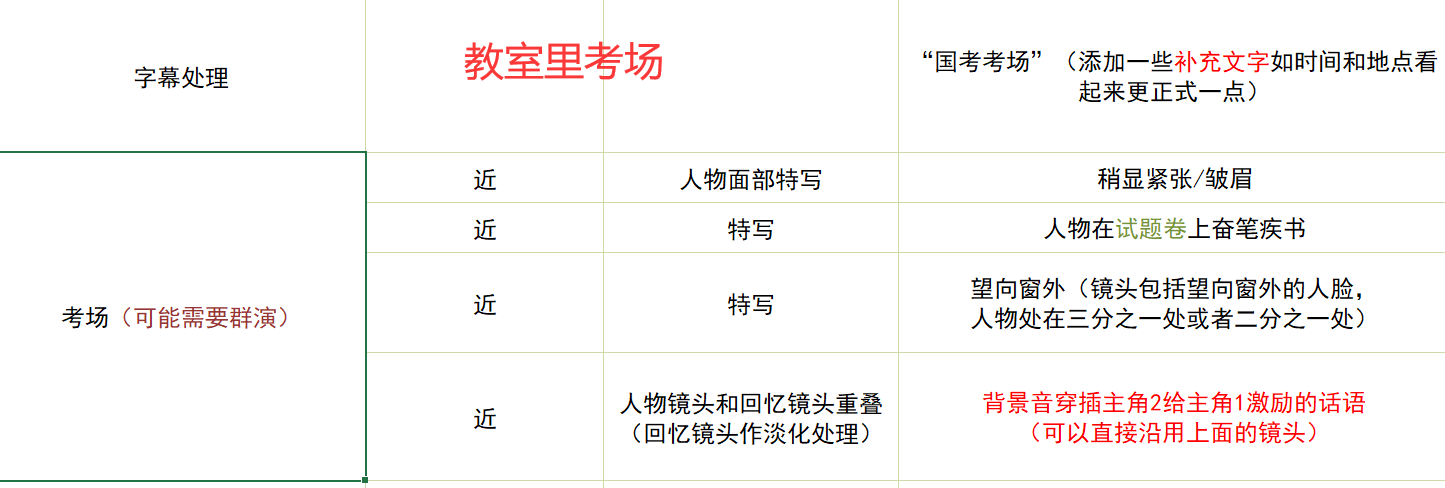 字幕处理
教室里考场
“国考考场”（添加一些补充文字如时间和地点看
起来更正式一点）
考场（可能需要群演）
近
人物面部特写
稍显紧张/皱眉
近
特写
人物在试题卷上奋笔疾书
近
特写
望向窗外（镜头包括望向窗外的人脸，
人物处在三分之一处或者二分之一处）
近
人物镜头和回忆镜头重叠
（回忆镜头作淡化处理）
背景音穿插主角2给主角1激励的话语
（可以直接沿用上面的镜头）